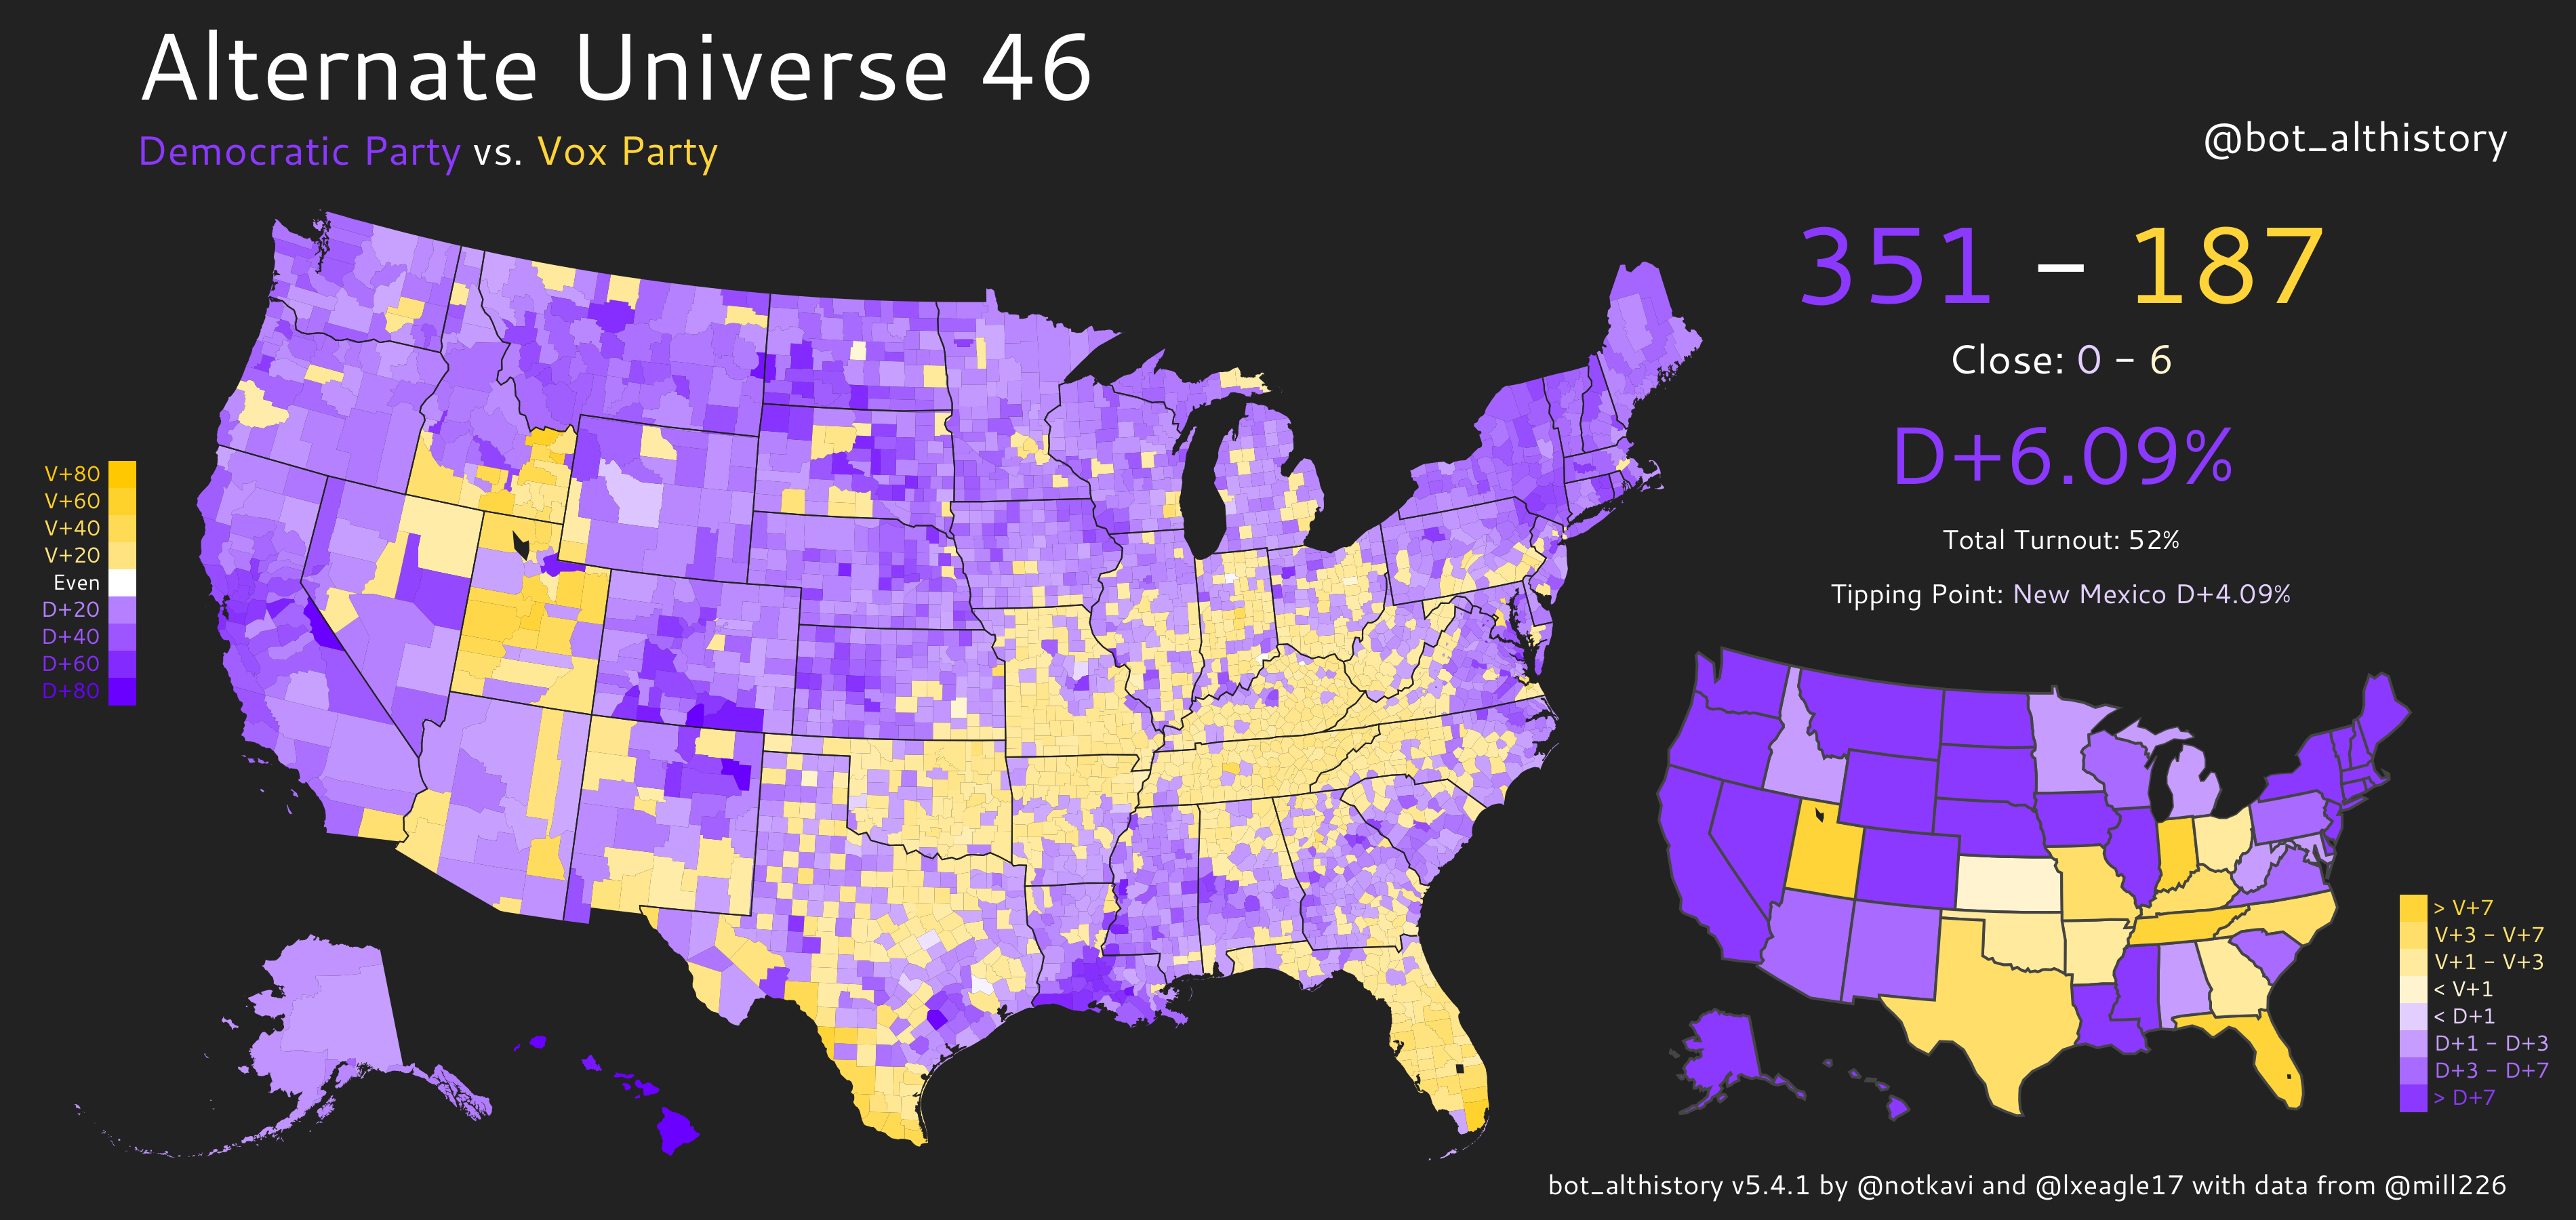 Alternate Universe 46
Democratic Party vs. Vox Party
@bot_althistory
351 – 187
Close: 0 - 6
D+6.09%
Total Turnout: 52%
Tipping Point: New Mexico D+4.09%
V+80
V+60
V+40
V+20
Even
D+20
D+40
D+60
D+80
> V+7
V+3 - V+7
V+1 - V+3
< V+1
< D+1
D+1 - D+3
D+3 - D+7
> D+7
bot_althistory v5.4.1 by @notkavi and @lxeagle17 with data from @mill226